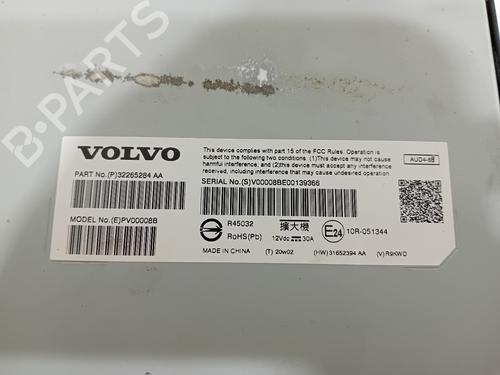 B-PARTS
VOLVO
PART No.(P)32265284 AA
MODEL No.(E)PV00008B
This device complies with part 15 of the FCC Rules. Operation is
subject to the following two conditions. (1)This device may not cause
harmful interference, and (2) this device must accept any interference
received, including interference that may cause undesired operation.
SERIAL No.(S)V00008BE00139366
AUD4-8B
R45032
RoHS(Pb)
擴大機
12Vdc 30A
E24
10R-051344
MADE IN CHINA
(T) 20w02
(HW) 31652394 AA
(V) R9KWD